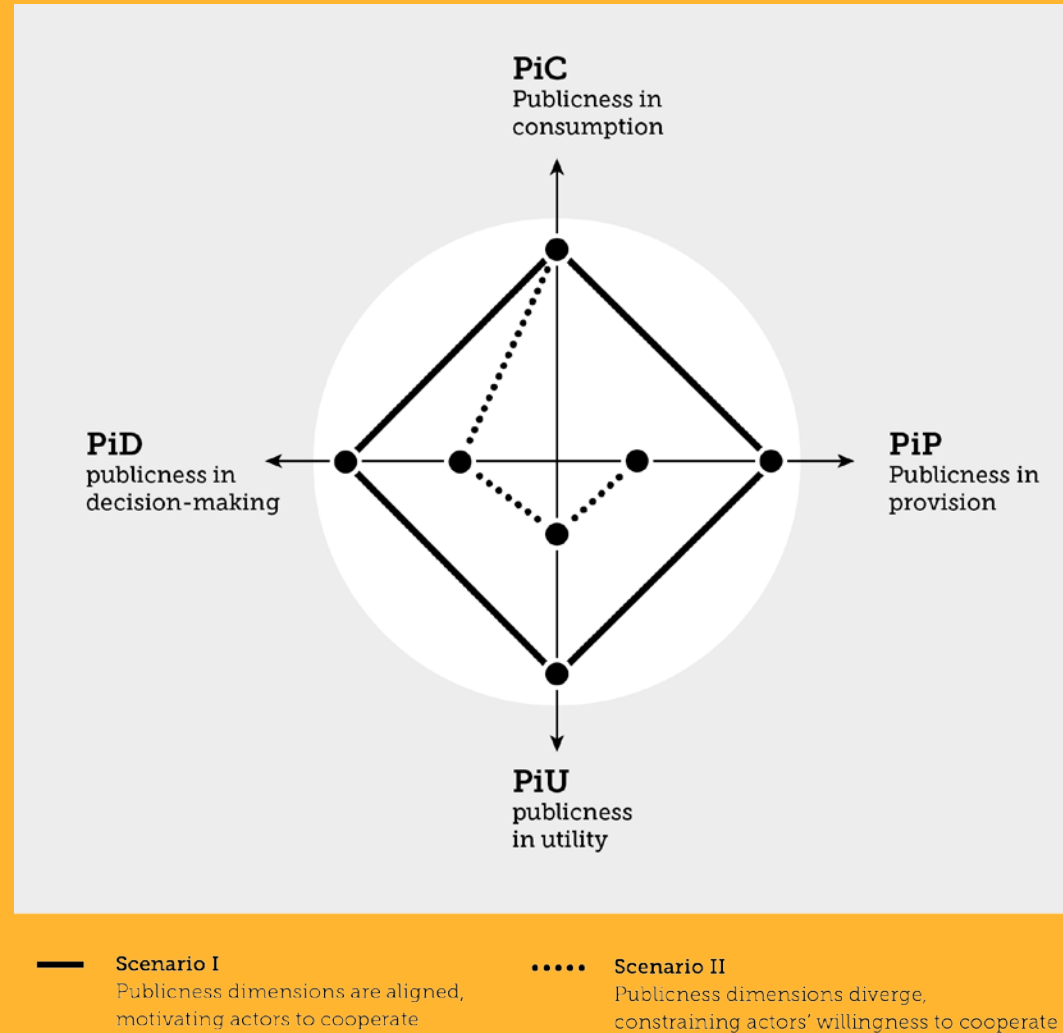 PiC
Publicness in
consumption
PiD
publicness in
decision-making
PiP
Publicness in
provision
PiU
publicness
in utility
Scenario I
Publicness dimensions are aligned,
motivating actors to cooperate
Scenario II
Publicness dimensions diverge,
constraining actors’ willingness to cooperate